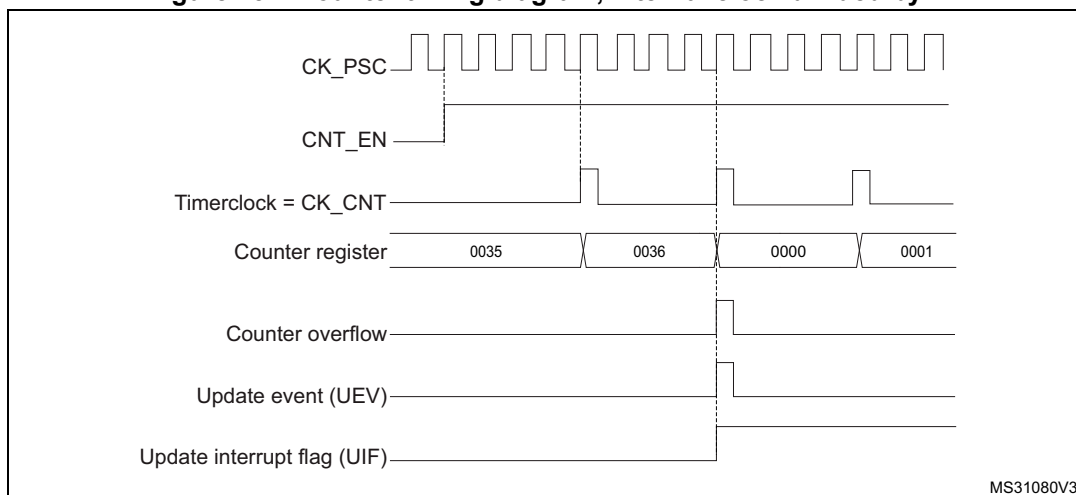 CK_PSC
CNT_EN
Timerclock = CK_CNT
Counter register 0035 0036 0000 0001
Counter overflow
Update event (UEV)
Update interrupt flag (UIF)
MS31080V3